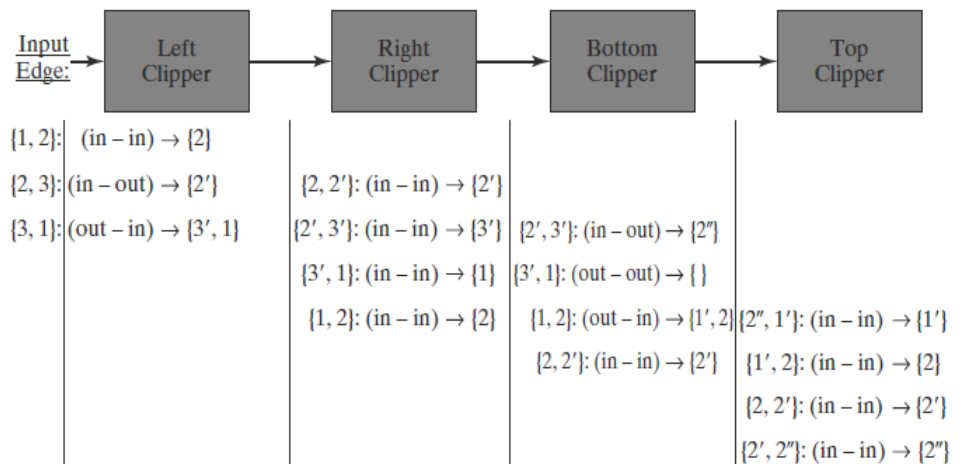 Input
Edge:
Left
Clipper
Right
Clipper
Bottom
Clipper
Top
Clipper
{1, 2}: (in – in) → {2}
{2, 3}: (in – out) → {2′} {2, 2′}: (in – in) → {2′}
{3, 1}: (out – in) → {3′, 1} {2′, 3′}: (in – in) → {3′} {2′, 3′}: (in – out) → {2″}
{3′, 1}: (in – in) → {1} {3′, 1}: (out – out) → { }
{1, 2}: (in – in) → {2} {1, 2}: (out – in) → {1′, 2} {2″, 1′}: (in – in) → {1′}
{2, 2′}: (in – in) → {2′} {1′, 2}: (in – in) → {2}
{2, 2′}: (in – in) → {2′}
{2′, 2″}: (in – in) → {2″}